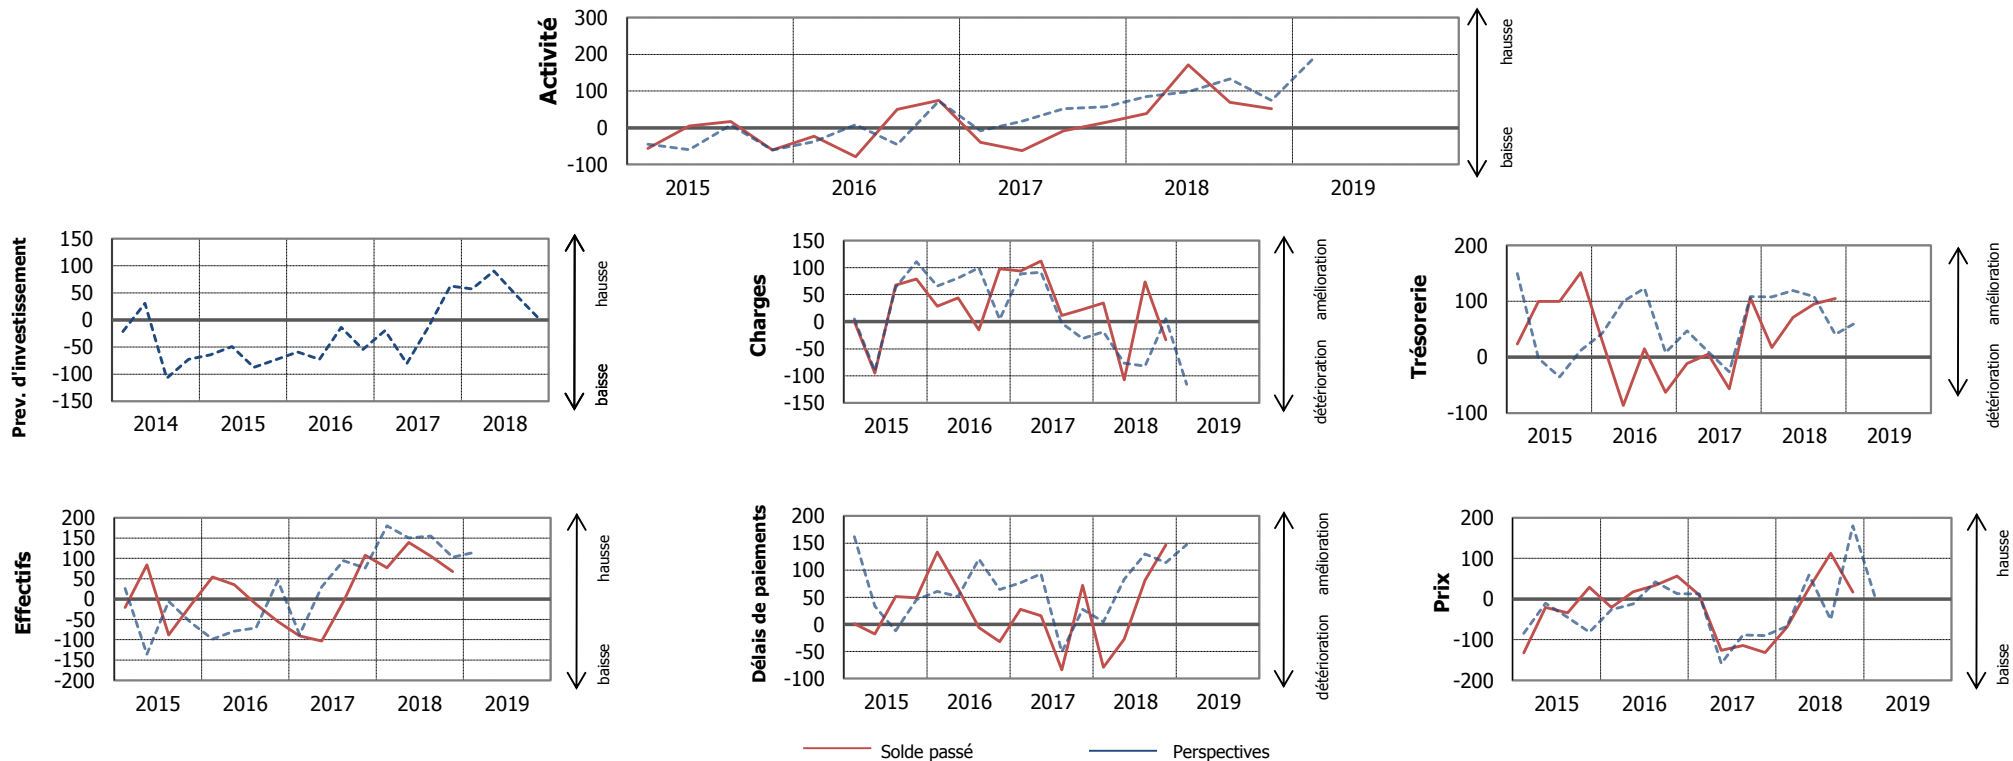 Activité
300
200
100
0
-100
2015 2016 2017 2018 2019
hausse
baisse
Prev. d'investissement
150
100
50
0
-50
-100
-150
2014 2015 2016 2017 2018
hausse
baisse
Charges
150
100
50
0
-50
-100
-150
2015 2016 2017 2018 2019
amélioration
détérioration
Trésorerie
200
100
0
-100
2015 2016 2017 2018 2019
amélioration
détérioration
Effectifs
200
150
100
50
0
-50
-100
-150
-200
2015 2016 2017 2018 2019
hausse
baisse
Délais de paiements
200
150
100
50
0
-50
-100
2015 2016 2017 2018 2019
amélioration
détérioration
Prix
200
100
0
-100
-200
2015 2016 2017 2018 2019
hausse
baisse
Solde passé Perspectives